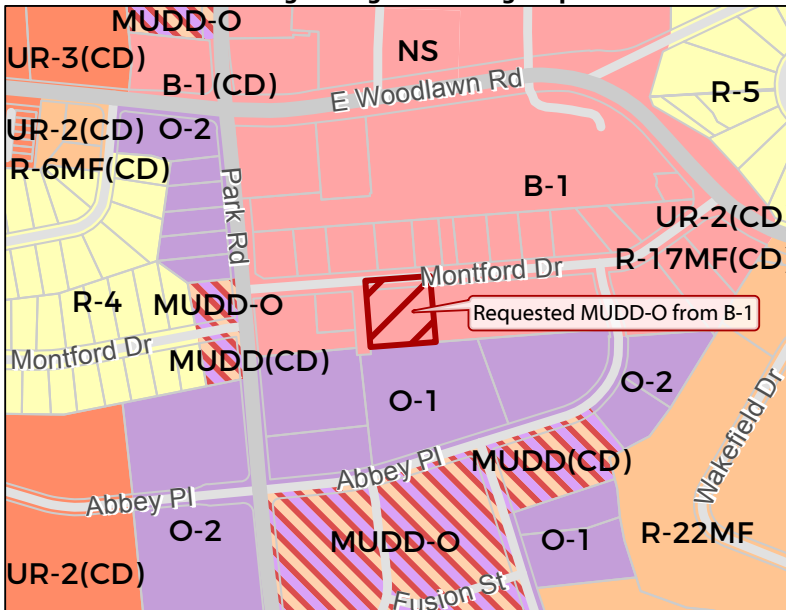 MUDD-O
UR-3(CD)
NS
B-1(CD)
E Woodlawn Rd
R-5
UR-2(CD)
O-2
R-6MF(CD)
Park Rd
B-1
UR-2(CD
R-17MF(CD)
Montford Dr
R-4
MUDD-O
Requested MUDD-O from B-1
Montford Dr
MUDD(CD)
O-2
O-1
Wakefield Dr
MUDD(CD)
Abbey Pl
Abbey Pl
O-2
MUDD-O
O-1
R-22MF
UR-2(CD)
Fusion St